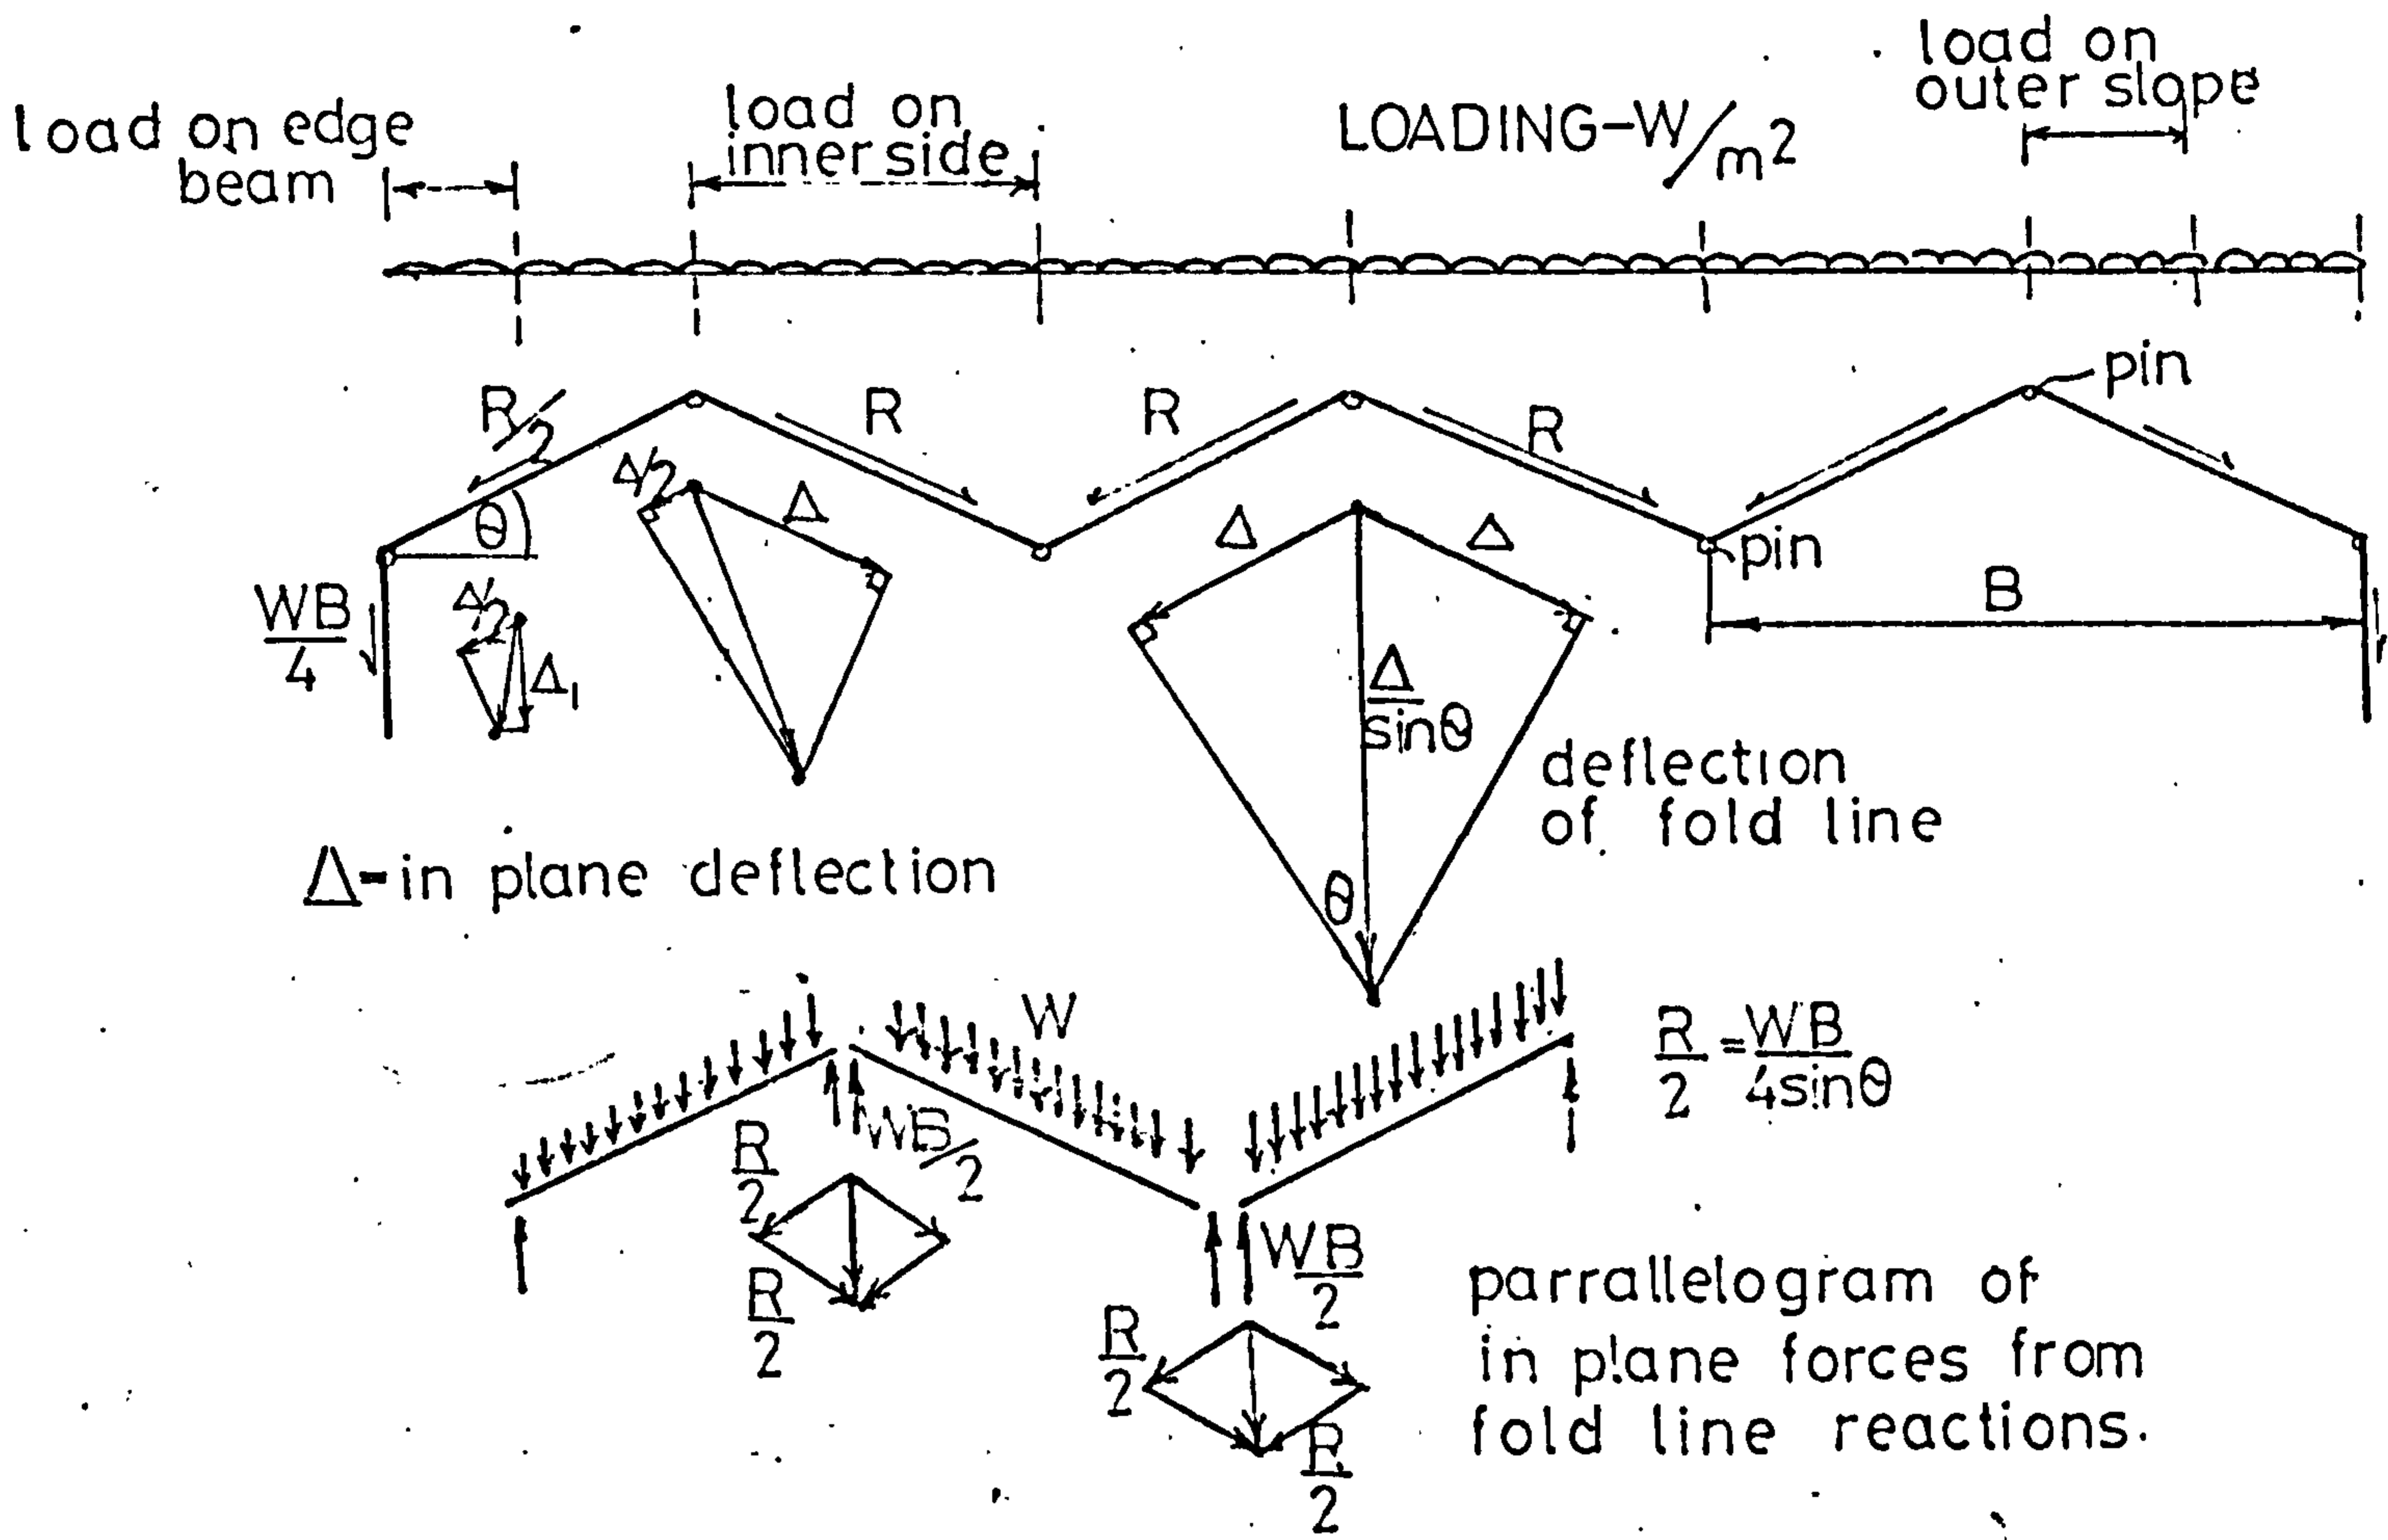 load on edge
beam
load on
inner side
LOADING-W/m2
load on
outer slope
R/2
R
R
R
pin
θ
Δ/2
Δ
Δ
Δ
pin
B
WB
4
Δ/2
Δ1
Δ
sinθ
deflection
of fold line
Δ-in plane deflection
θ
W
R/2 = WB/4sinθ
WB/2
R
2
R
2
WB
2
R
2
R
2
parrallelogram of
in plane forces from
fold line reactions.